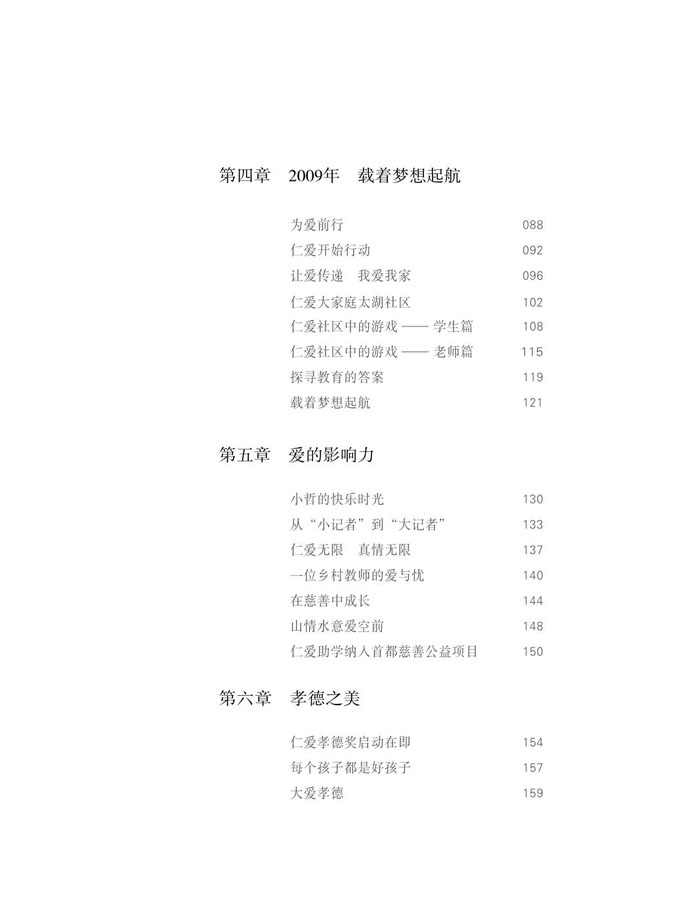 第四章　2009年　载着梦想起航
为爱前行 088
仁爱开始行动 092
让爱传递　我爱我家 096
仁爱大家庭太湖社区 102
仁爱社区中的游戏 —— 学生篇 108
仁爱社区中的游戏 —— 老师篇 115
探寻教育的答案 119
载着梦想起航 121
第五章　爱的影响力
小哲的快乐时光 130
从“小记者”到“大记者” 133
仁爱无限　真情无限 137
一位乡村教师的爱与忧 140
在慈善中成长 144
山情水意爱空前 148
仁爱助学纳入首都慈善公益项目 150
第六章　孝德之美
仁爱孝德奖启动在即 154
每个孩子都是好孩子 157
大爱孝德 159